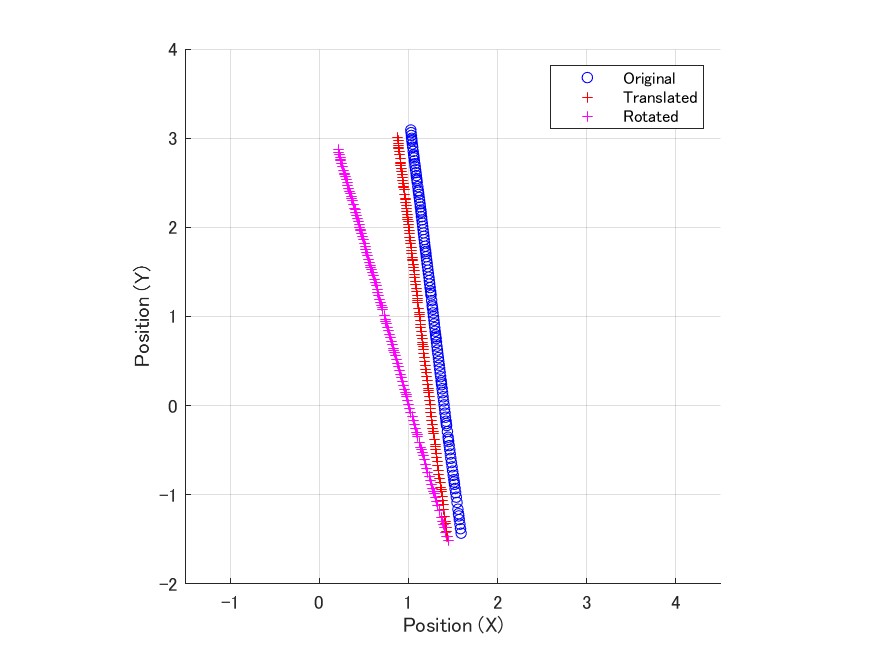 4
3
2
1
0
−1
−2
Position (Y)
−1
0
1
2
3
4
Position (X)
Original
Translated
Rotated